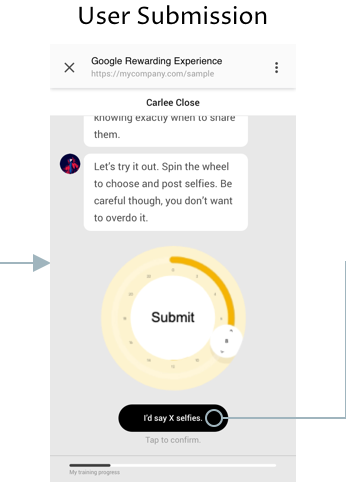 User Submission
Google Rewarding Experience
https://mycompany.com/sample
Carlee Close
knowing exactly when to share
them.
Let's try it out. Spin the wheel
to choose and post selfies. Be
careful though, you don't want
to overdo it.
Submit
8
I'd say X selfies.
Tap to confirm.
My training progress